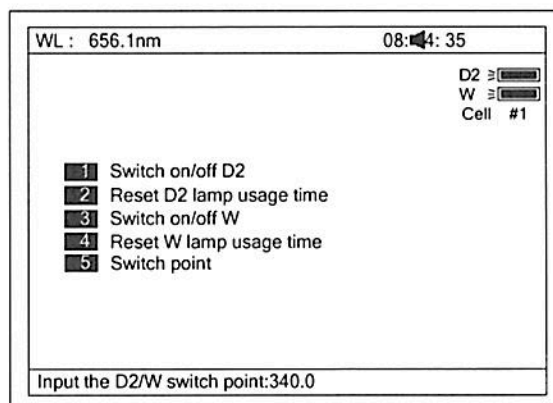 WL : 656.1nm 08: 4: 35
D2
W
Cell #1
1 Switch on/off D2
2 Reset D2 lamp usage time
3 Switch on/off W
4 Reset W lamp usage time
5 Switch point
Input the D2/W switch point:340.0